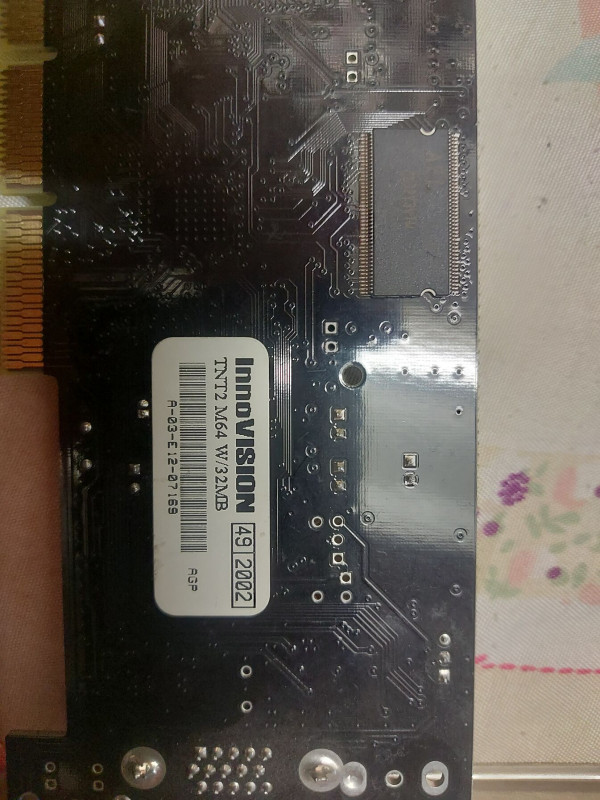 InnoVISION
49 2002
TNT2 M64 W/32MB
A-03-E12-07169
AGP